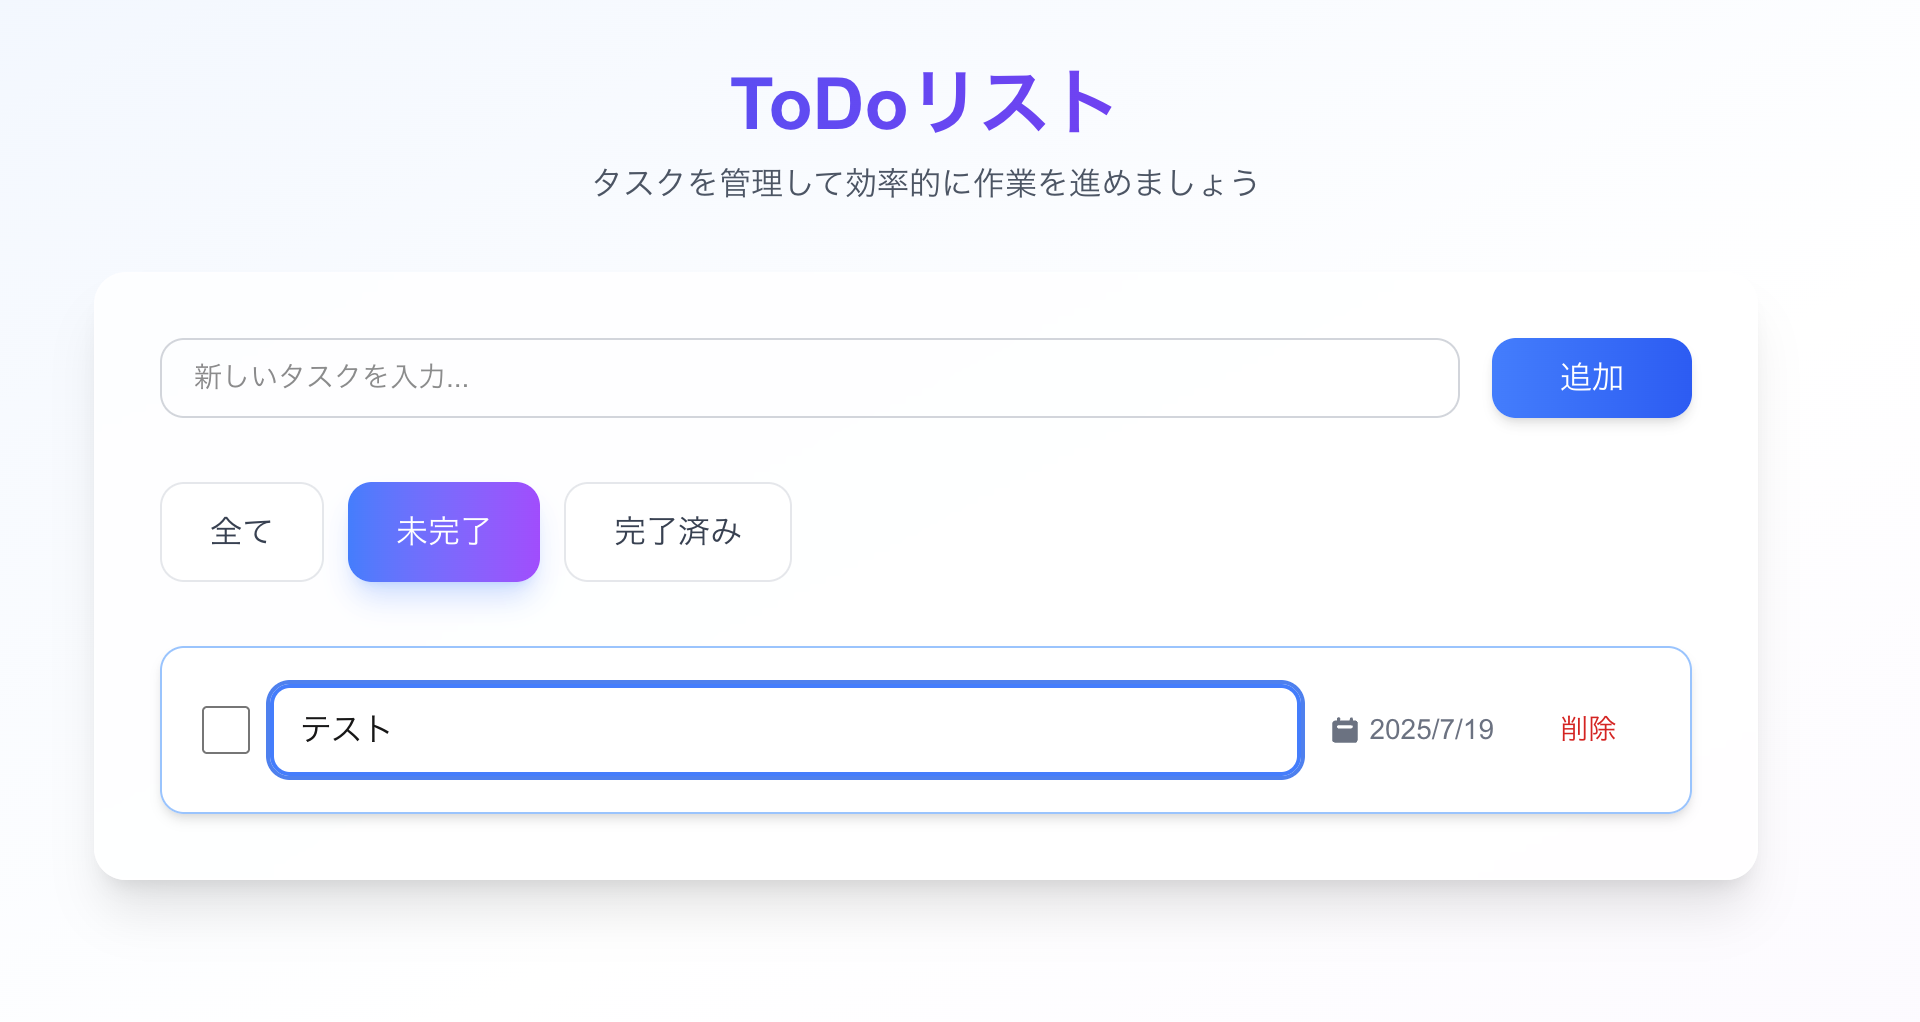 ToDoリスト
タスクを管理して効率的に作業を進めましょう
新しいタスクを入力...
追加
全て
未完了
完了済み
テスト
2025/7/19
削除